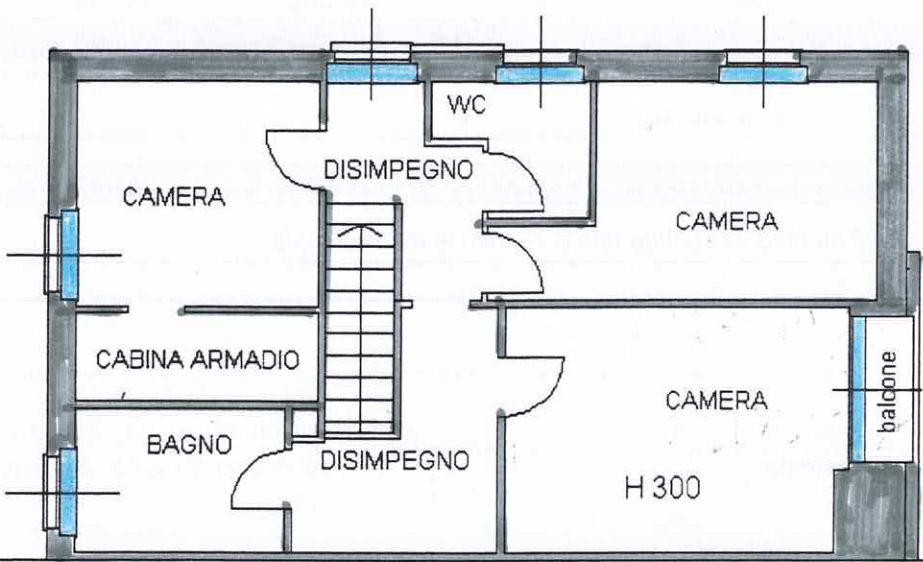 WC
DISIMPEGNO
CAMERA
CAMERA
CABINA ARMADIO
CAMERA
balcone
BAGNO
DISIMPEGNO
H 300